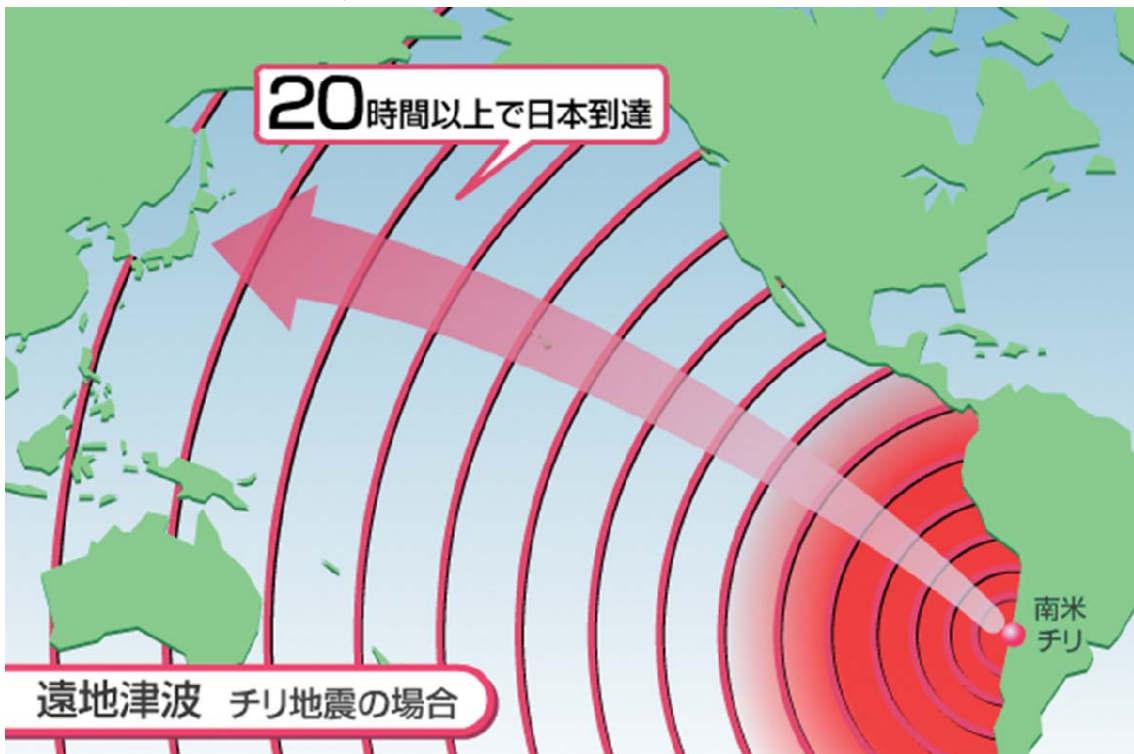 20時間以上で日本到達
南米
チリ
遠地津波 チリ地震の場合